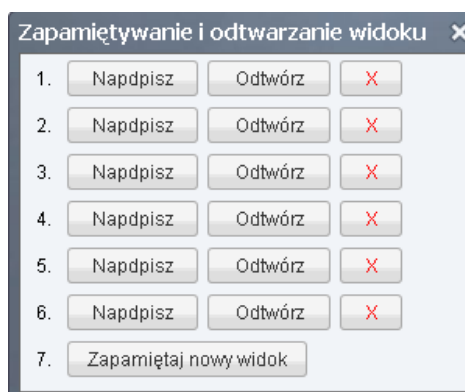 Zapamiętywanie i odtwarzanie widoku ×
1. Napdpisz Odtwórz X
2. Napdpisz Odtwórz X
3. Napdpisz Odtwórz X
4. Napdpisz Odtwórz X
5. Napdpisz Odtwórz X
6. Napdpisz Odtwórz X
7. Zapamiętaj nowy widok